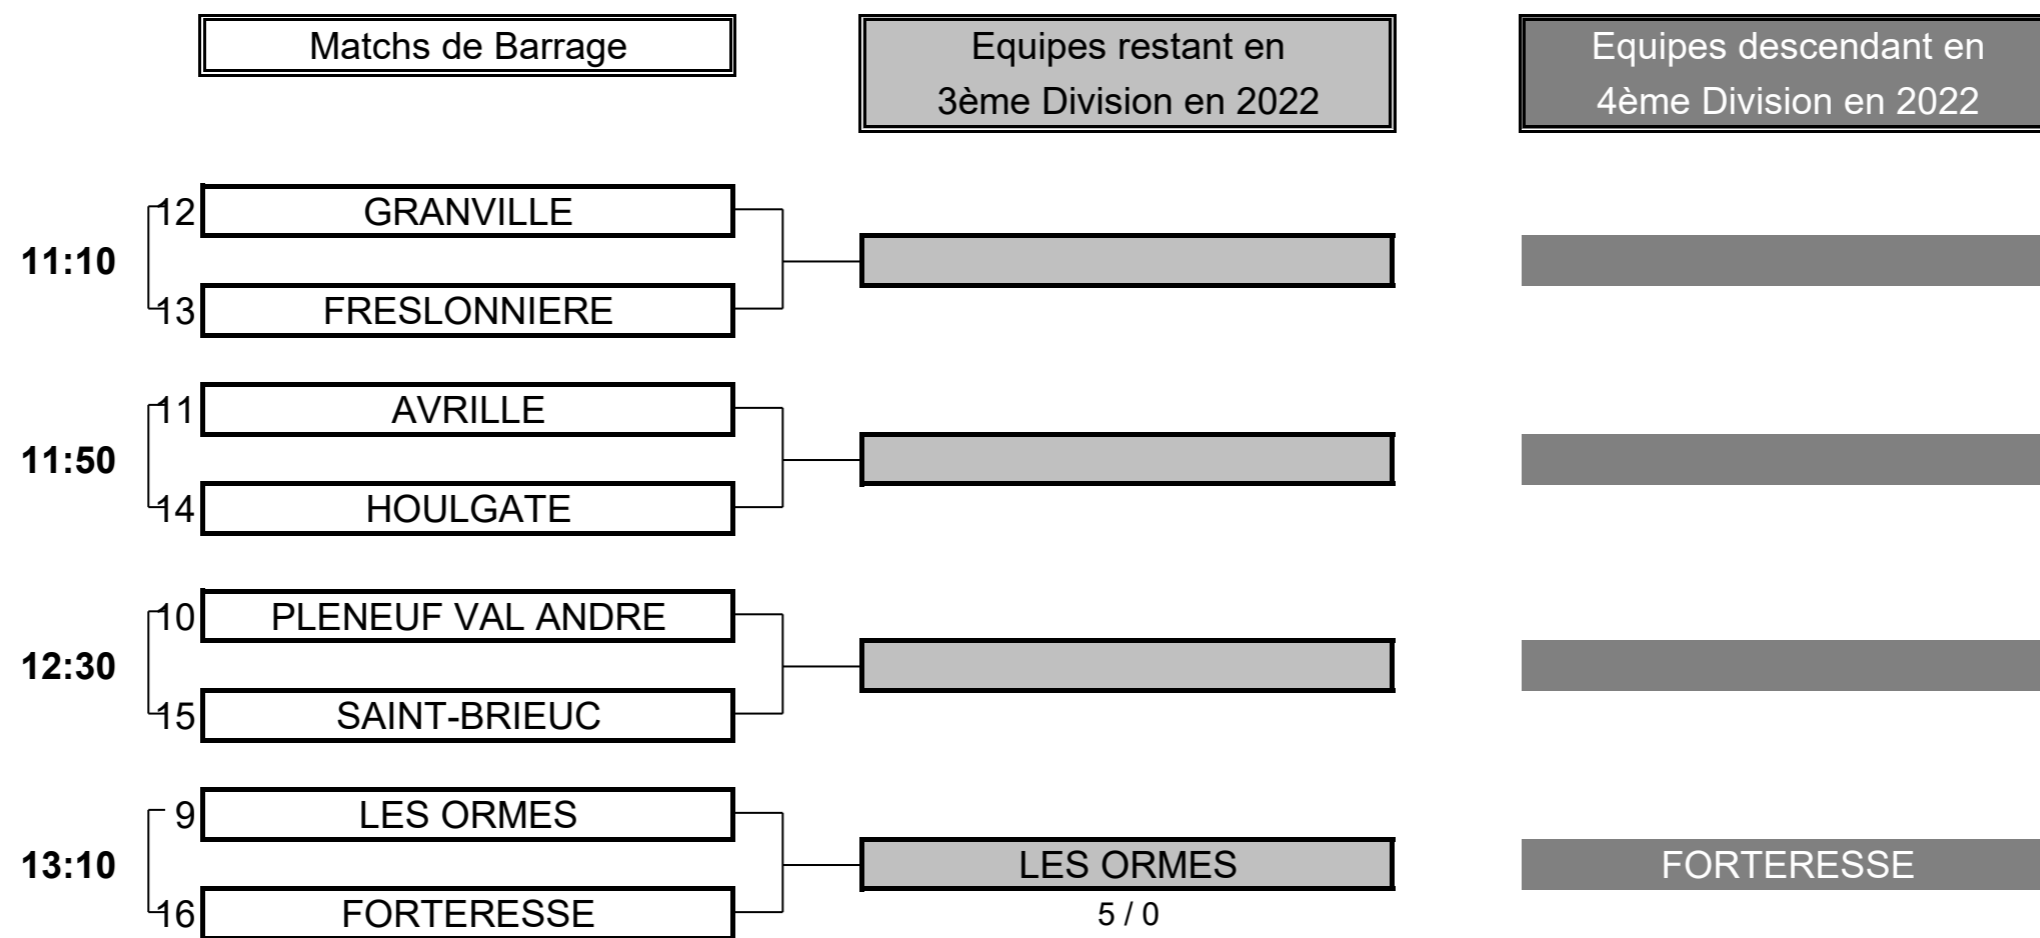 Matchs de Barrage
Equipes restant en
3ème Division en 2022
Equipes descendant en
4ème Division en 2022
12 GRANVILLE
11:10
13 FRESLONNIERE
11 AVRILLE
11:50
14 HOULGATE
10 PLENEUF VAL ANDRE
12:30
15 SAINT-BRIEUC
9 LES ORMES
13:10 LES ORMES FORTERESSE
16 FORTERESSE 5 / 0